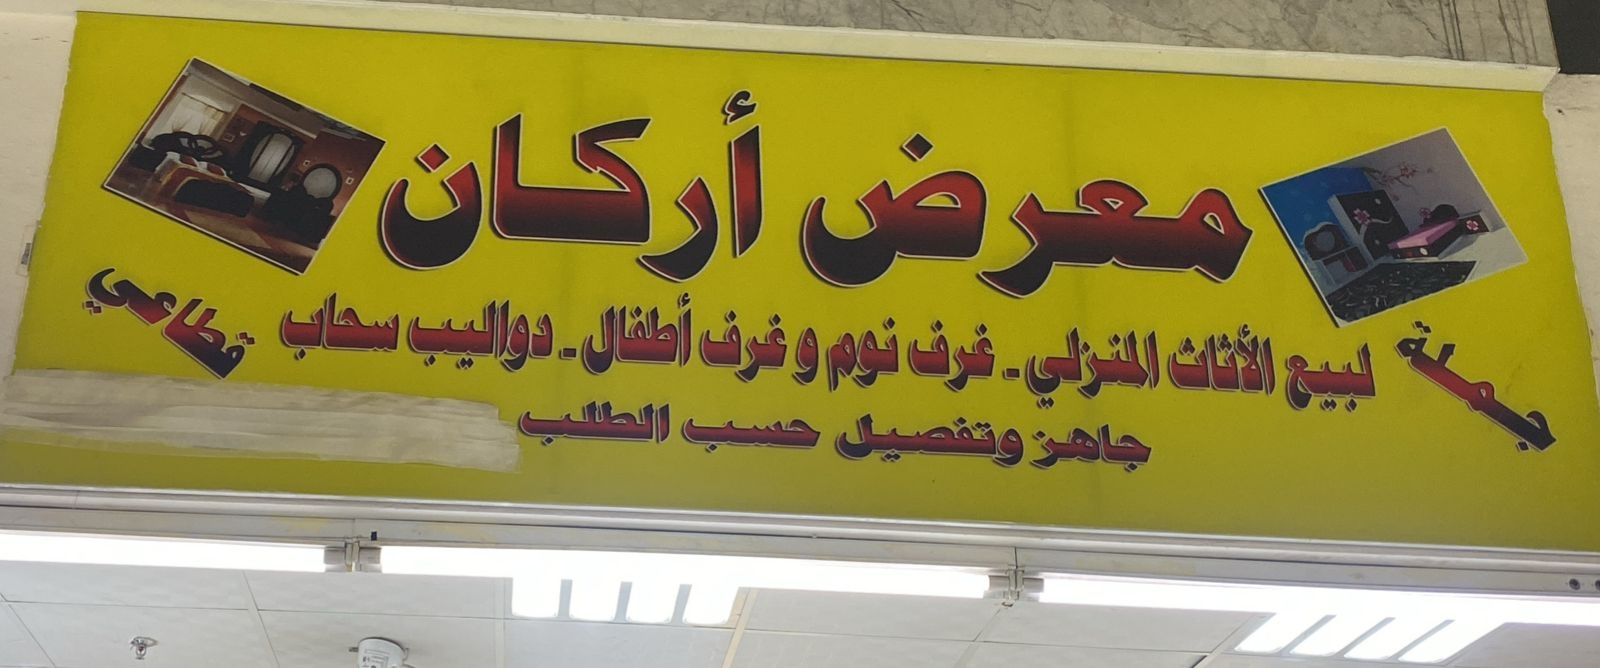 معرض أركان
لبيع الأثاث المنزلي - غرف نوم و غرف أطفال - دواليب سحاب
جاهز وتفصيل حسب الطلب
جملة
قطاعي